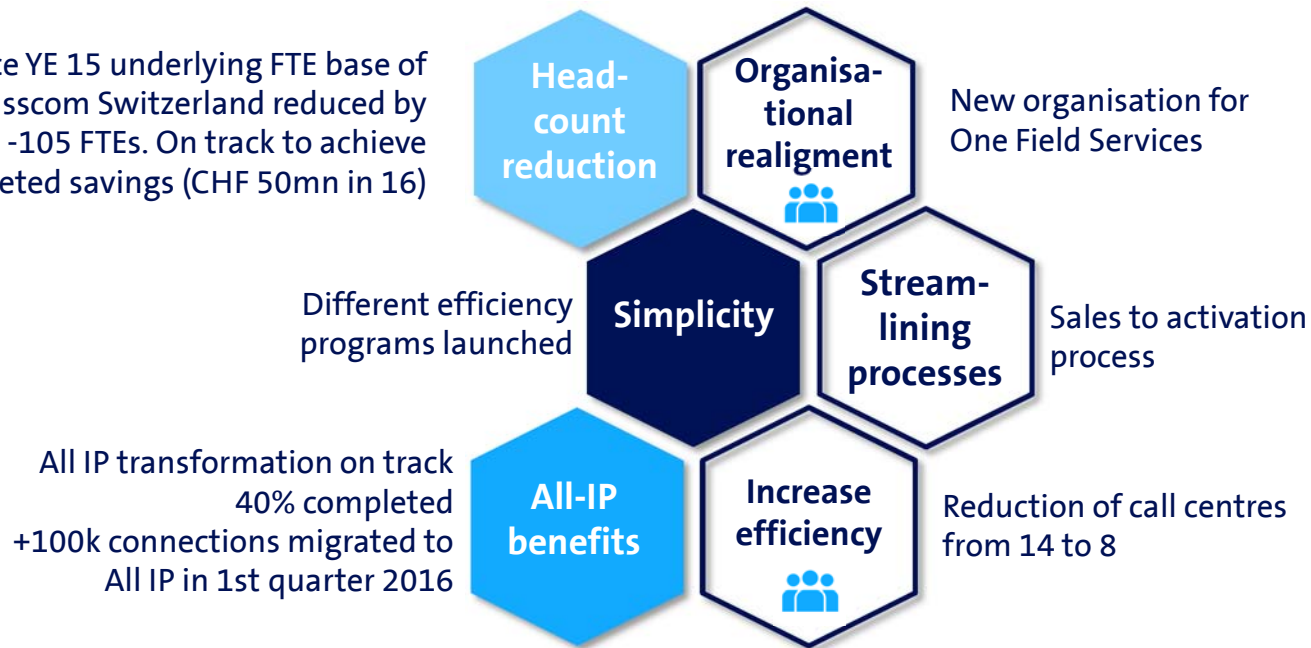 YE 15 underlying FTE base of
Switzerland reduced by
-105 FTEs. On track to achieve
savings (CHF 50mn in 16)
Head-
count
reduction
Organisa-
tional
realigment
New organisation for
One Field Services
Different efficiency
programs launched
Simplicity
Stream-
lining
processes
Sales to activation
process
All IP transformation on track
40% completed
+100k connections migrated to
All IP in 1st quarter 2016
All-IP
benefits
Increase
efficiency
Reduction of call centres
from 14 to 8